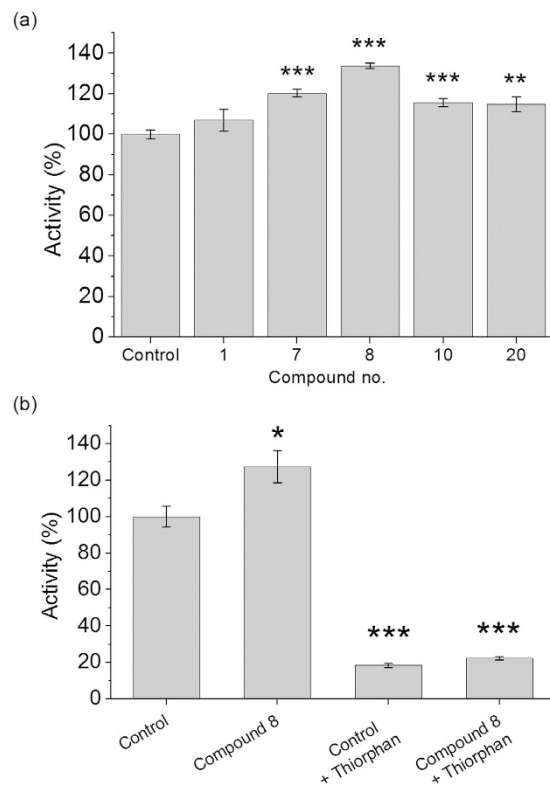 (a)
***
***
***
**
140
120
100
80
60
40
20
0
Activity (%)
Control 1 7 8 10 20
Compound no.
(b)
*
***
***
140
120
100
80
60
40
20
0
Activity (%)
Control
Compound 8
Control
+ Thiorphan
Compound 8
+ Thiorphan